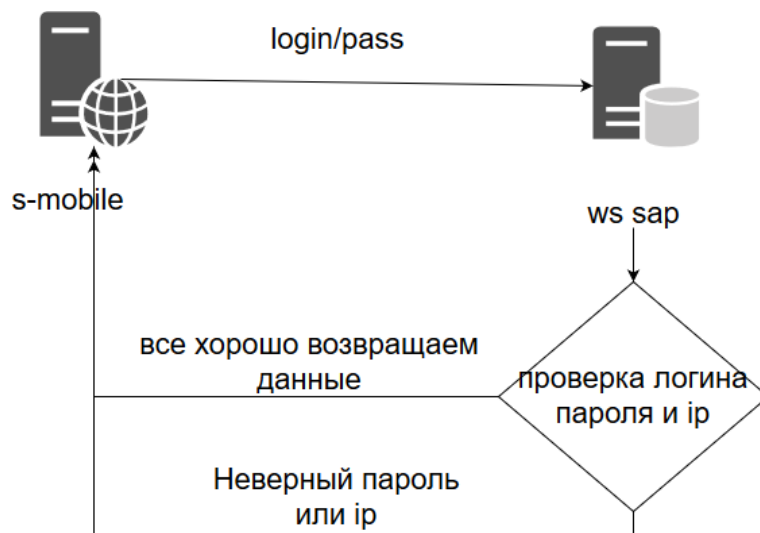 login/pass
s-mobile
ws sap
все хорошо возвращаем
данные
проверка логина
пароля и ip
Неверный пароль
или ip